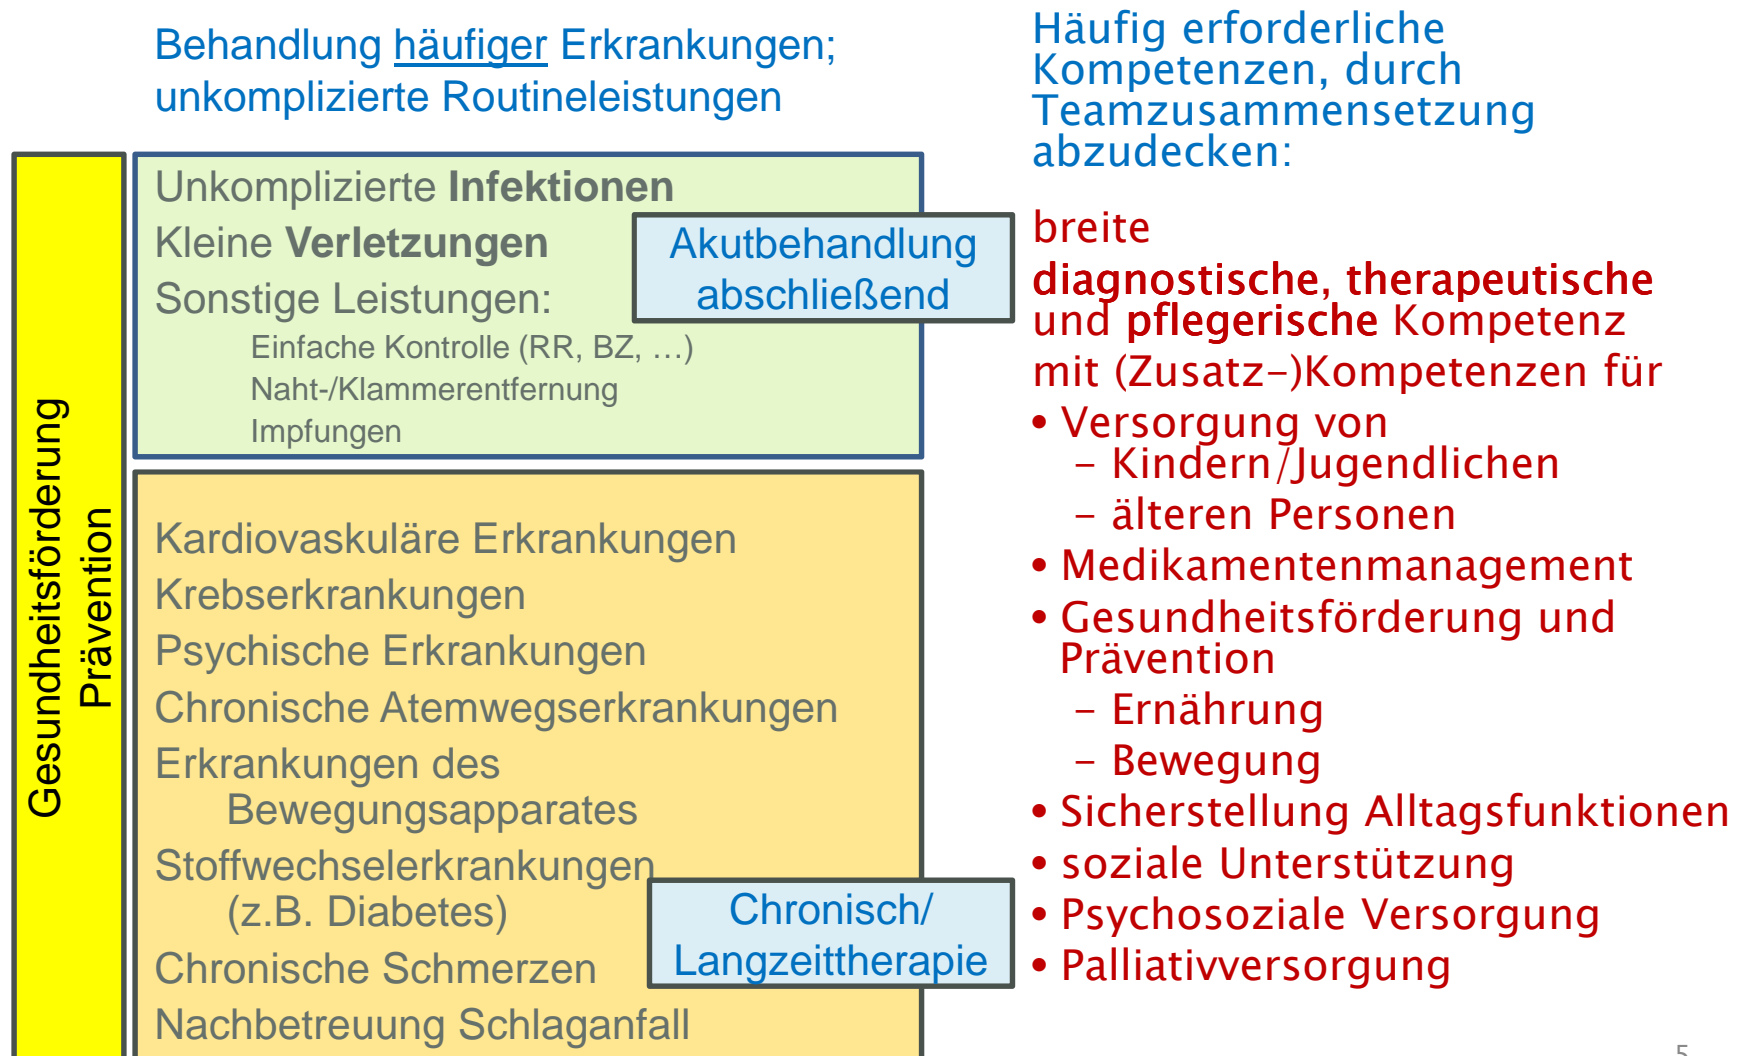 Behandlung häufiger Erkrankungen;
unkomplizierte Routineleistungen
Gesundheitsförderung
Prävention
Unkomplizierte Infektionen
Kleine Verletzungen
Sonstige Leistungen:
Einfache Kontrolle (RR, BZ, …)
Naht-/Klammerentfernung
Impfungen
Akutbehandlung
abschließend
Kardiovaskuläre Erkrankungen
Krebserkrankungen
Psychische Erkrankungen
Chronische Atemwegserkrankungen
Erkrankungen des
Bewegungsapparates
Stoffwechselerkrankungen
(z.B. Diabetes)
Chronische Schmerzen
Nachbetreuung Schlaganfall
Chronisch/
Langzeittherapie
Häufig erforderliche
Kompetenzen, durch
Teamzusammensetzung
abzudecken:
breite
diagnostische, therapeutische
und pflegerische Kompetenz
mit (Zusatz-)Kompetenzen für
• Versorgung von
– Kindern/Jugendlichen
– älteren Personen
• Medikamentenmanagement
• Gesundheitsförderung und
Prävention
– Ernährung
– Bewegung
• Sicherstellung Alltagsfunktionen
• soziale Unterstützung
• Psychosoziale Versorgung
• Palliativversorgung
5